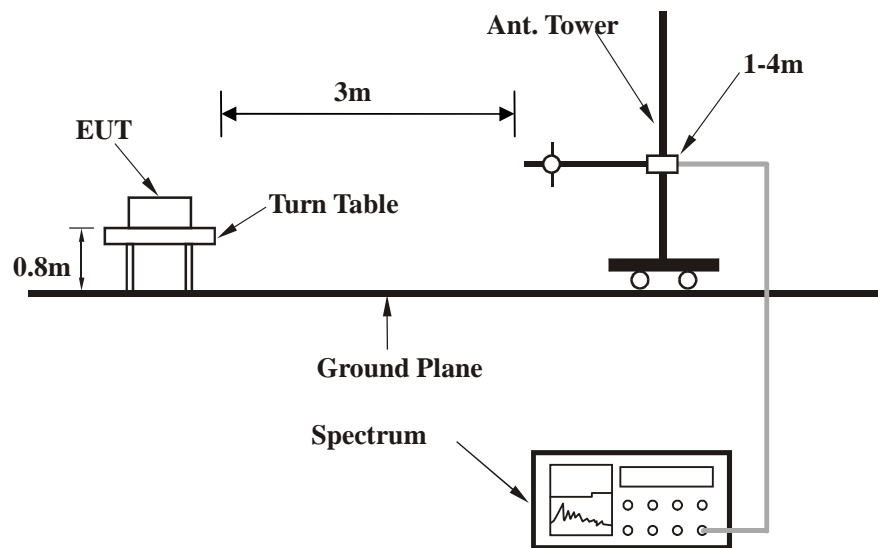 Ant. Tower
1-4m
3m
EUT
Turn Table
0.8m
Ground Plane
Spectrum